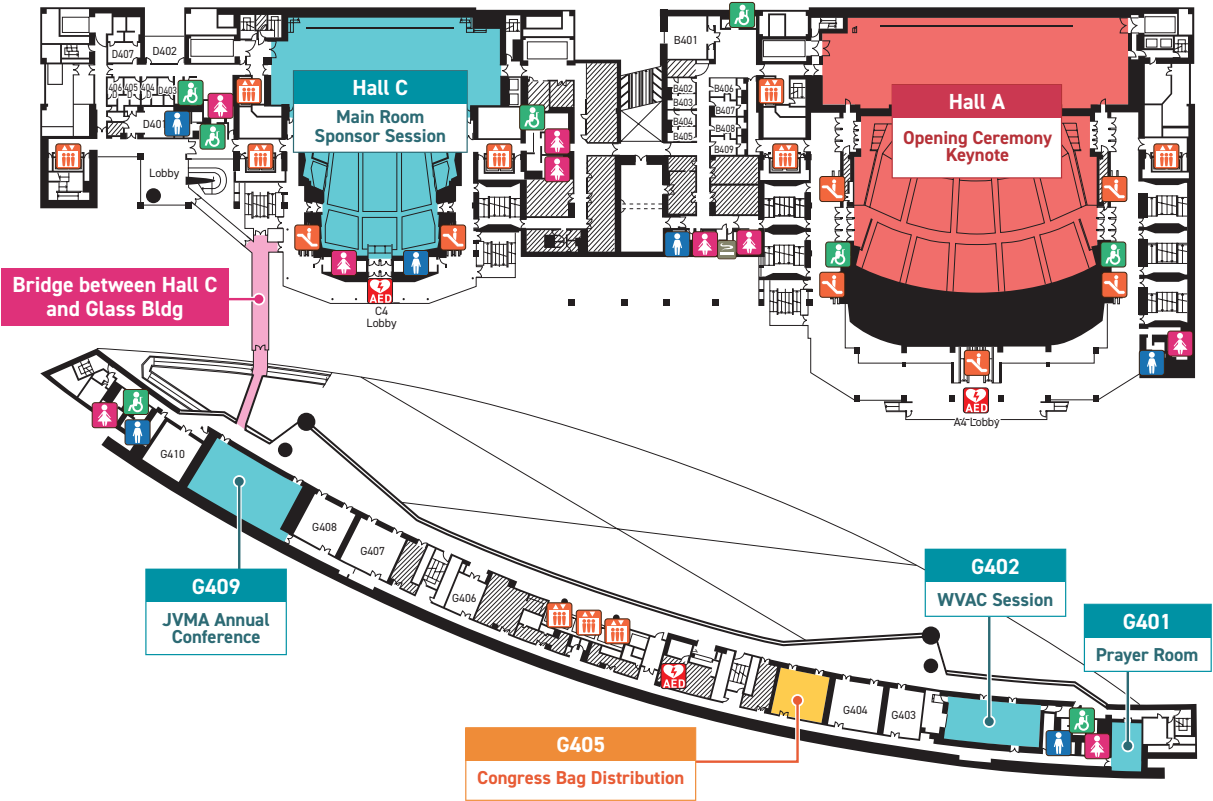 D407
D402
406
D
405
D
404
D
D403
D401
Lobby
Hall C
Main Room
Sponsor Session
B401
B402
B403
B404
B405
B406
B407
B408
B409
Hall A
Opening Ceremony
Keynote
Bridge between Hall C
and Glass Bldg
AED
C4
Lobby
AED
A4 Lobby
G410
G408
G407
G406
G409
JVMA Annual
Conference
AED
G404
G403
G402
WVAC Session
G401
Prayer Room
G405
Congress Bag Distribution